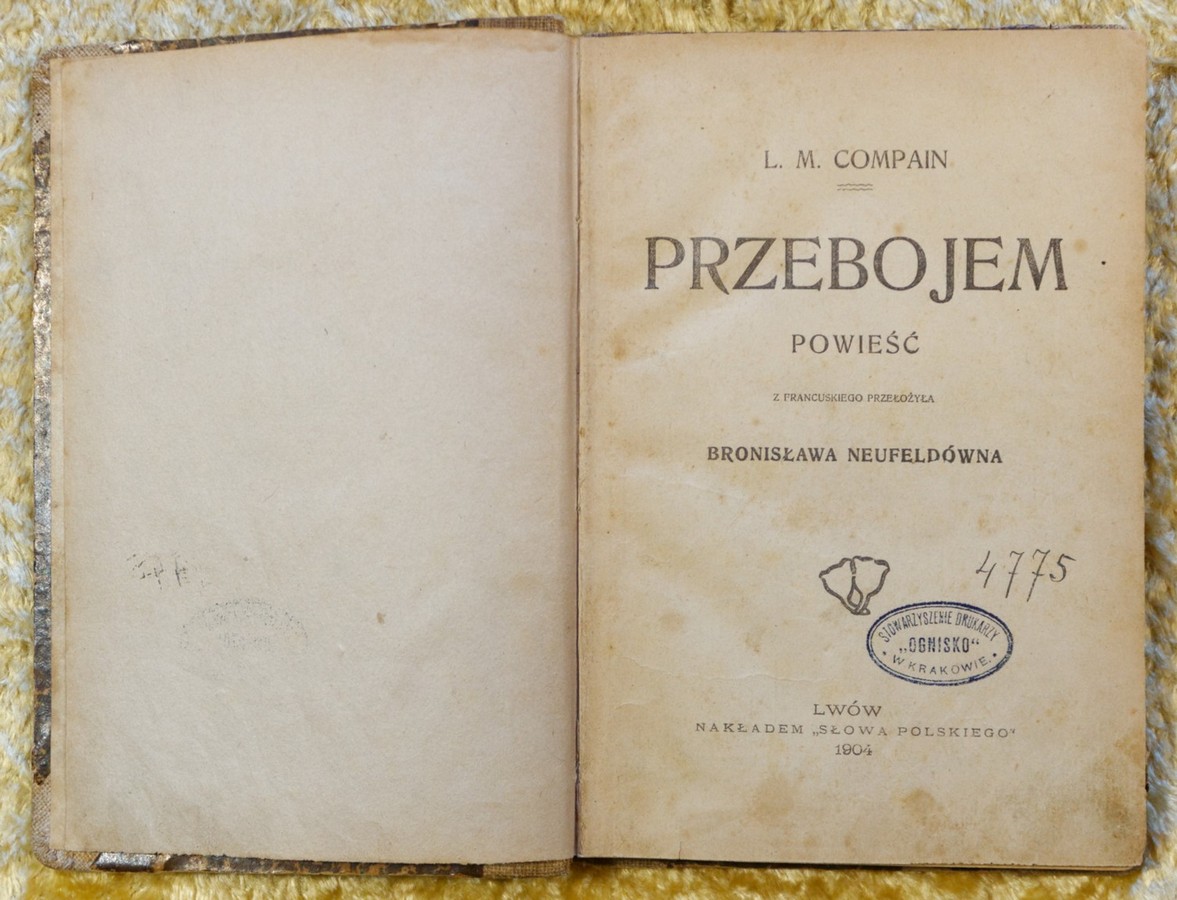 L. M. COMPAIN
PRZEBOJEM
POWIEŚĆ
Z FRANCUSKIEGO PRZEŁOŻYŁA
BRONISŁAWA NEUFELDÓWNA
4775
STOWARZYSZENIE DRUKARZY
„OGNISKO“
W KRAKOWIE.
LWÓW
NAKŁADEM „SŁOWA POLSKIEGO“
1904